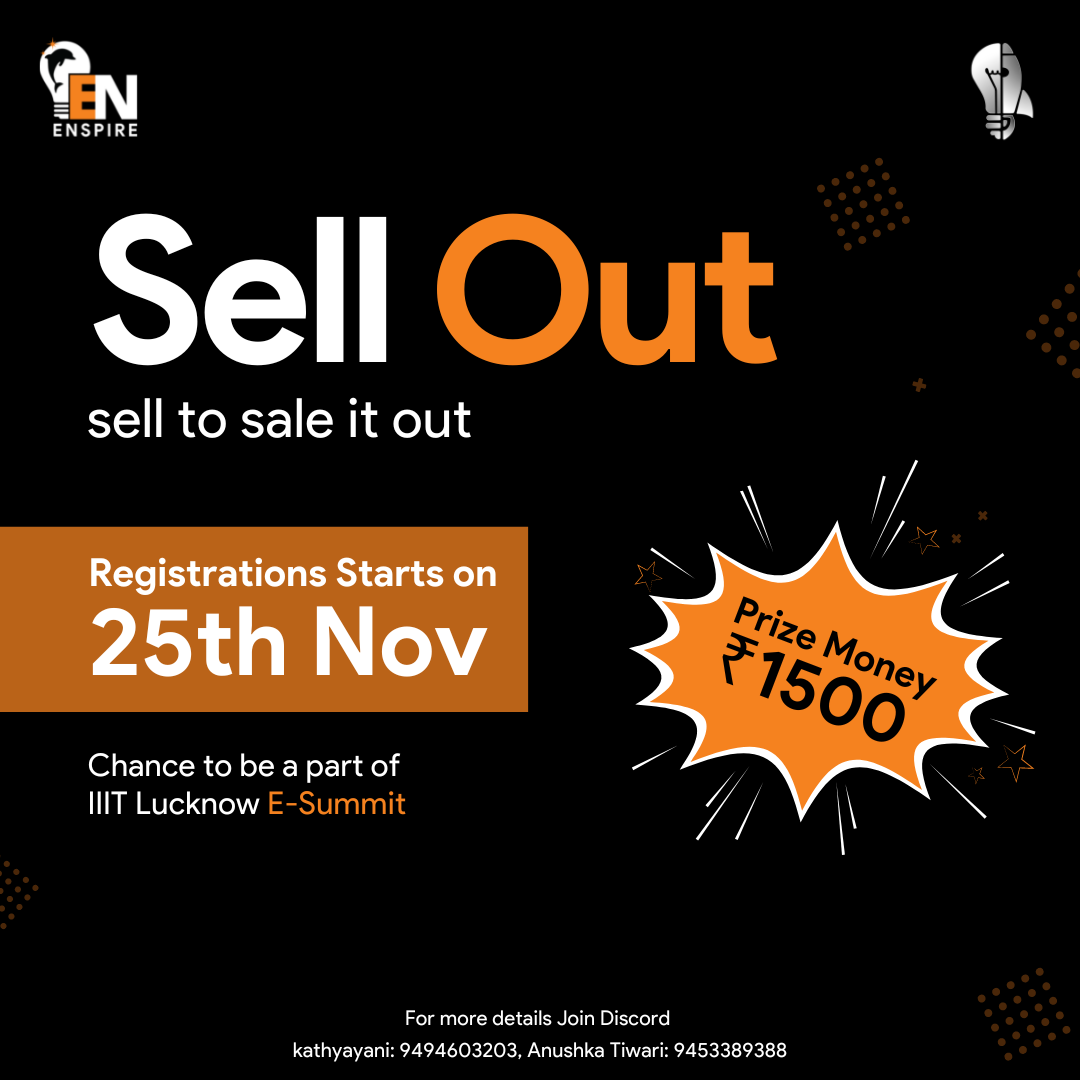 EN
ENSPIRE
Sell Out
sell to sale it out
Registrations Starts on
25th Nov
Prize Money
₹1500
Chance to be a part of
IIIT Lucknow E-Summit
For more details Join Discord
kathyayani: 9494603203, Anushka Tiwari: 9453389388